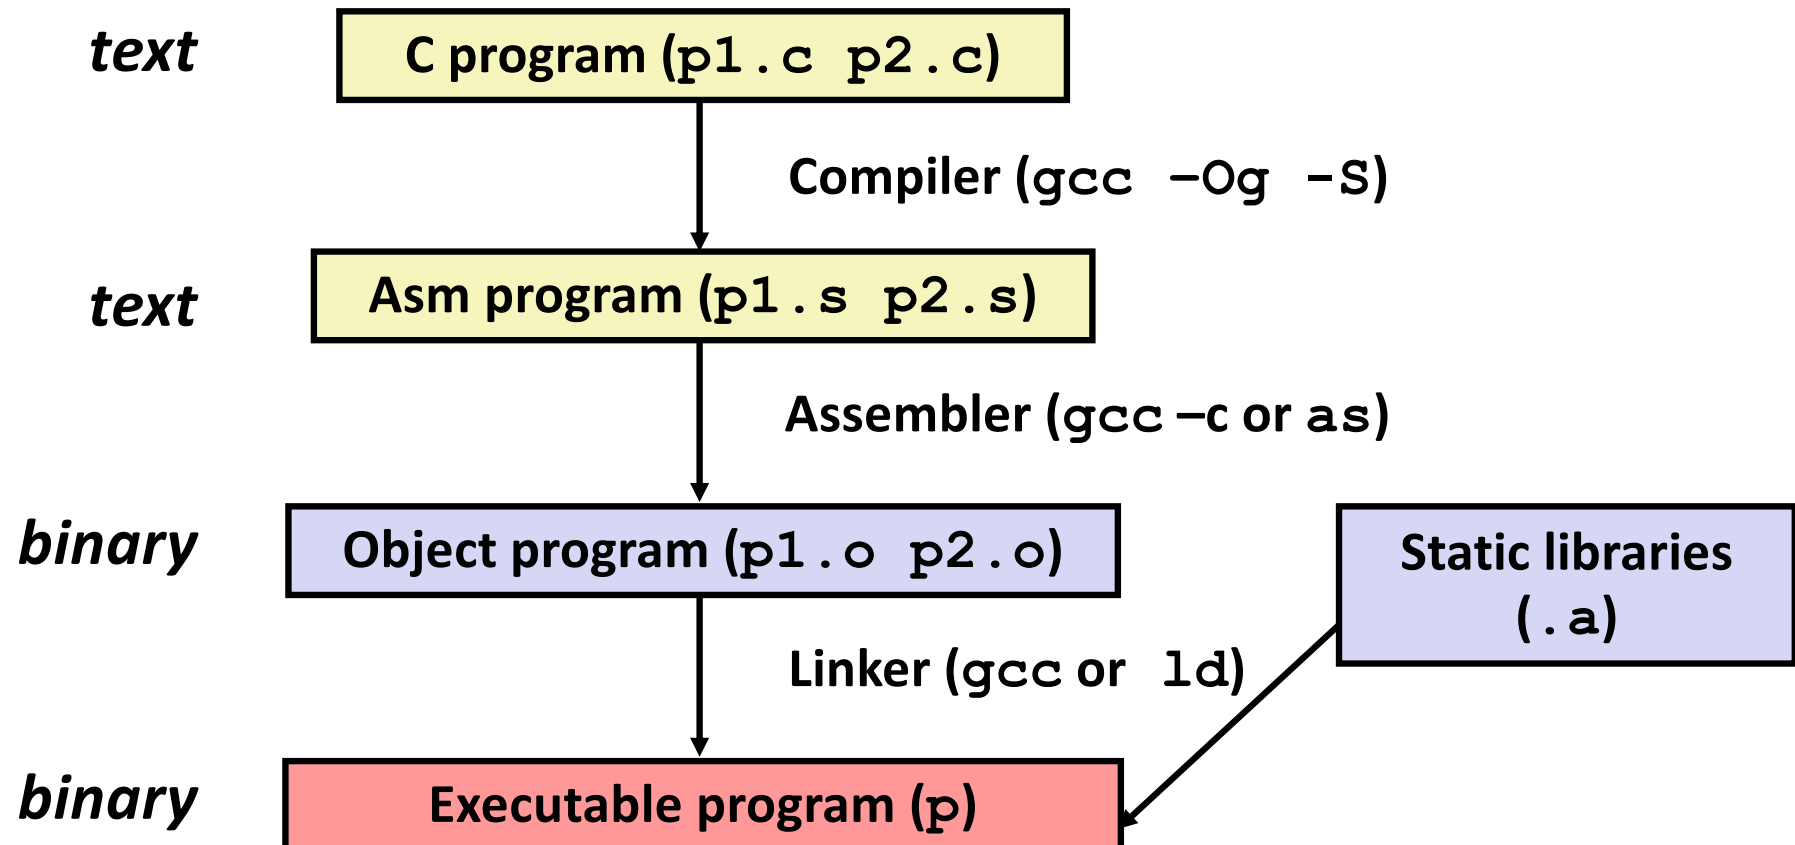 text
C program (p1.c p2.c)
Compiler (gcc –Og -S)
text
Asm program (p1.s p2.s)
Assembler (gcc –c or as)
binary
Object program (p1.o p2.o)
Static libraries
(.a)
Linker (gcc or ld)
binary
Executable program (p)